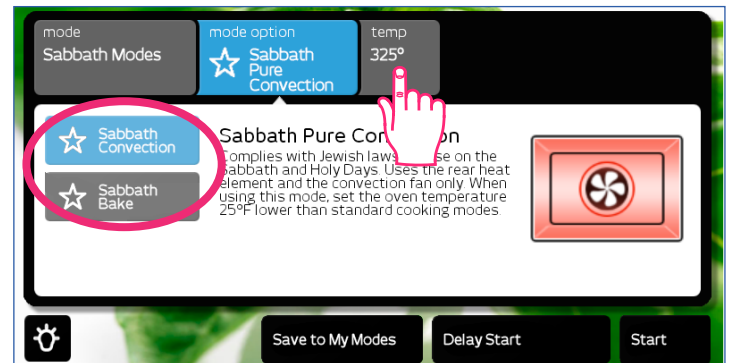 mode
Sabbath Modes
mode option
Sabbath
Pure
Convection
temp
325°
Sabbath
Convection
Sabbath
Bake
Sabbath Pure Con on
Complies with Jewish laws se on the
Sabbath and Holy Days. Uses the rear heat
element and the convection fan only. When
using this mode, set the oven temperature
25°F lower than standard cooking modes.
Save to My Modes
Delay Start
Start